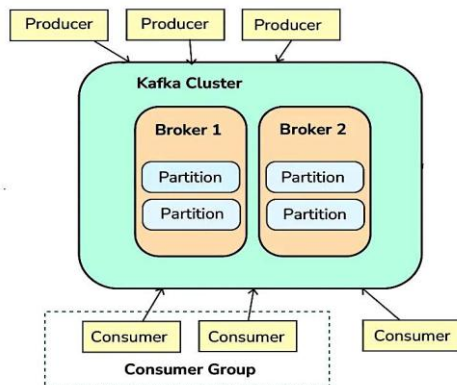 Producer
Producer
Producer
Kafka Cluster
Broker 1
Broker 2
Partition
Partition
Partition
Partition
Consumer
Consumer
Consumer
Consumer Group